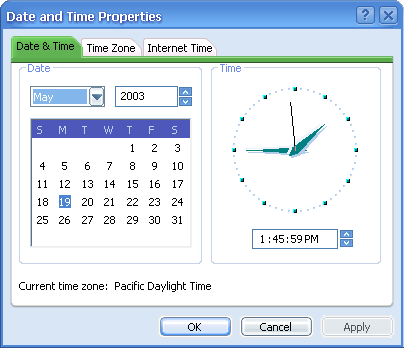 Date and Time Properties
Date & Time Time Zone Internet Time
Date
May 2003
S M T W T F S
1 2 3
4 5 6 7 8 9 10
11 12 13 14 15 16 17
18 19 20 21 22 23 24
25 26 27 28 29 30 31
Time
1:45:59 PM
Current time zone: Pacific Daylight Time
OK Cancel Apply